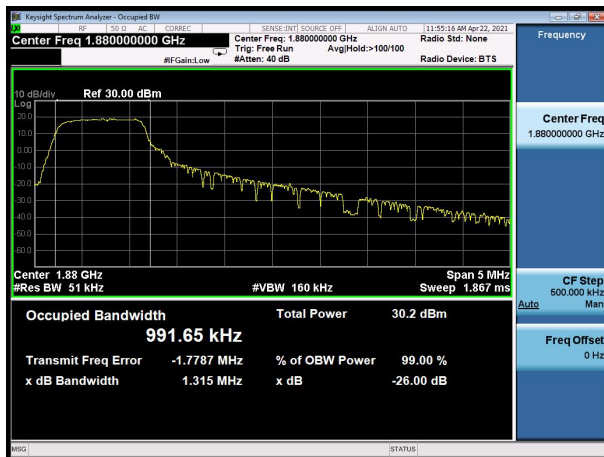 Keysight Spectrum Analyzer - Occupied BW
RF 50 Ω AC CORREC SENSE:INT SOURCE OFF ALIGN AUTO 11:55:16 AM Apr 22, 2021
Center Freq 1.880000000 GHz
Center Freq: 1.880000000 GHz
Radio Std: None
Trig: Free Run Avg|Hold:>100/100
#IFGain:Low #Atten: 40 dB Radio Device: BTS
Frequency
10 dB/div Ref 30.00 dBm
Log
20.0
10.0
0.00
-10.0
-20.0
-30.0
-40.0
-50.0
-60.0
Center 1.88 GHz Span 5 MHz
#Res BW 51 kHz #VBW 160 kHz Sweep 1.867 ms
Occupied Bandwidth Total Power 30.2 dBm
991.65 kHz
Transmit Freq Error -1.7787 MHz % of OBW Power 99.00 %
x dB Bandwidth 1.315 MHz x dB -26.00 dB
Center Freq
1.880000000 GHz
CF Step
500.000 kHz
Auto Man
Freq Offset
0 Hz
MSG STATUS